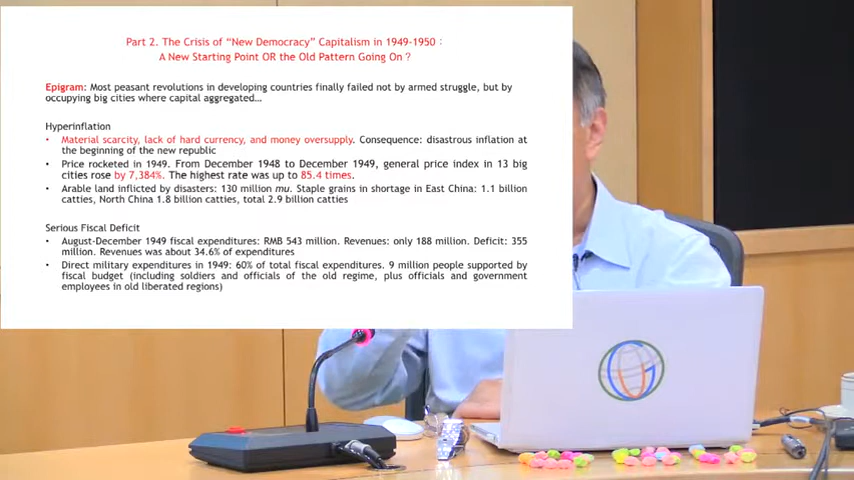 Part 2. The Crisis of “New Democracy” Capitalism in 1949-1950：
A New Starting Point OR the Old Pattern Going On？
Epigram: Most peasant revolutions in developing countries finally failed not by armed struggle, but by
occupying big cities where capital aggregated…
Hyperinflation
• Material scarcity, lack of hard currency, and money oversupply. Consequence: disastrous inflation at
the beginning of the new republic
• Price rocketed in 1949. From December 1948 to December 1949, general price index in 13 big
cities rose by 7,384%. The highest rate was up to 85.4 times.
• Arable land inflicted by disasters: 130 million mu. Staple grains in shortage in East China: 1.1 billion
catties, North China 1.8 billion catties, total 2.9 billion catties
Serious Fiscal Deficit
• August-December 1949 fiscal expenditures: RMB 543 million. Revenues: only 188 million. Deficit: 355
million. Revenues was about 34.6% of expenditures
• Direct military expenditures in 1949: 60% of total fiscal expenditures. 9 million people supported by
fiscal budget (including soldiers and officials of the old regime, plus officials and government
employees in old liberated regions)